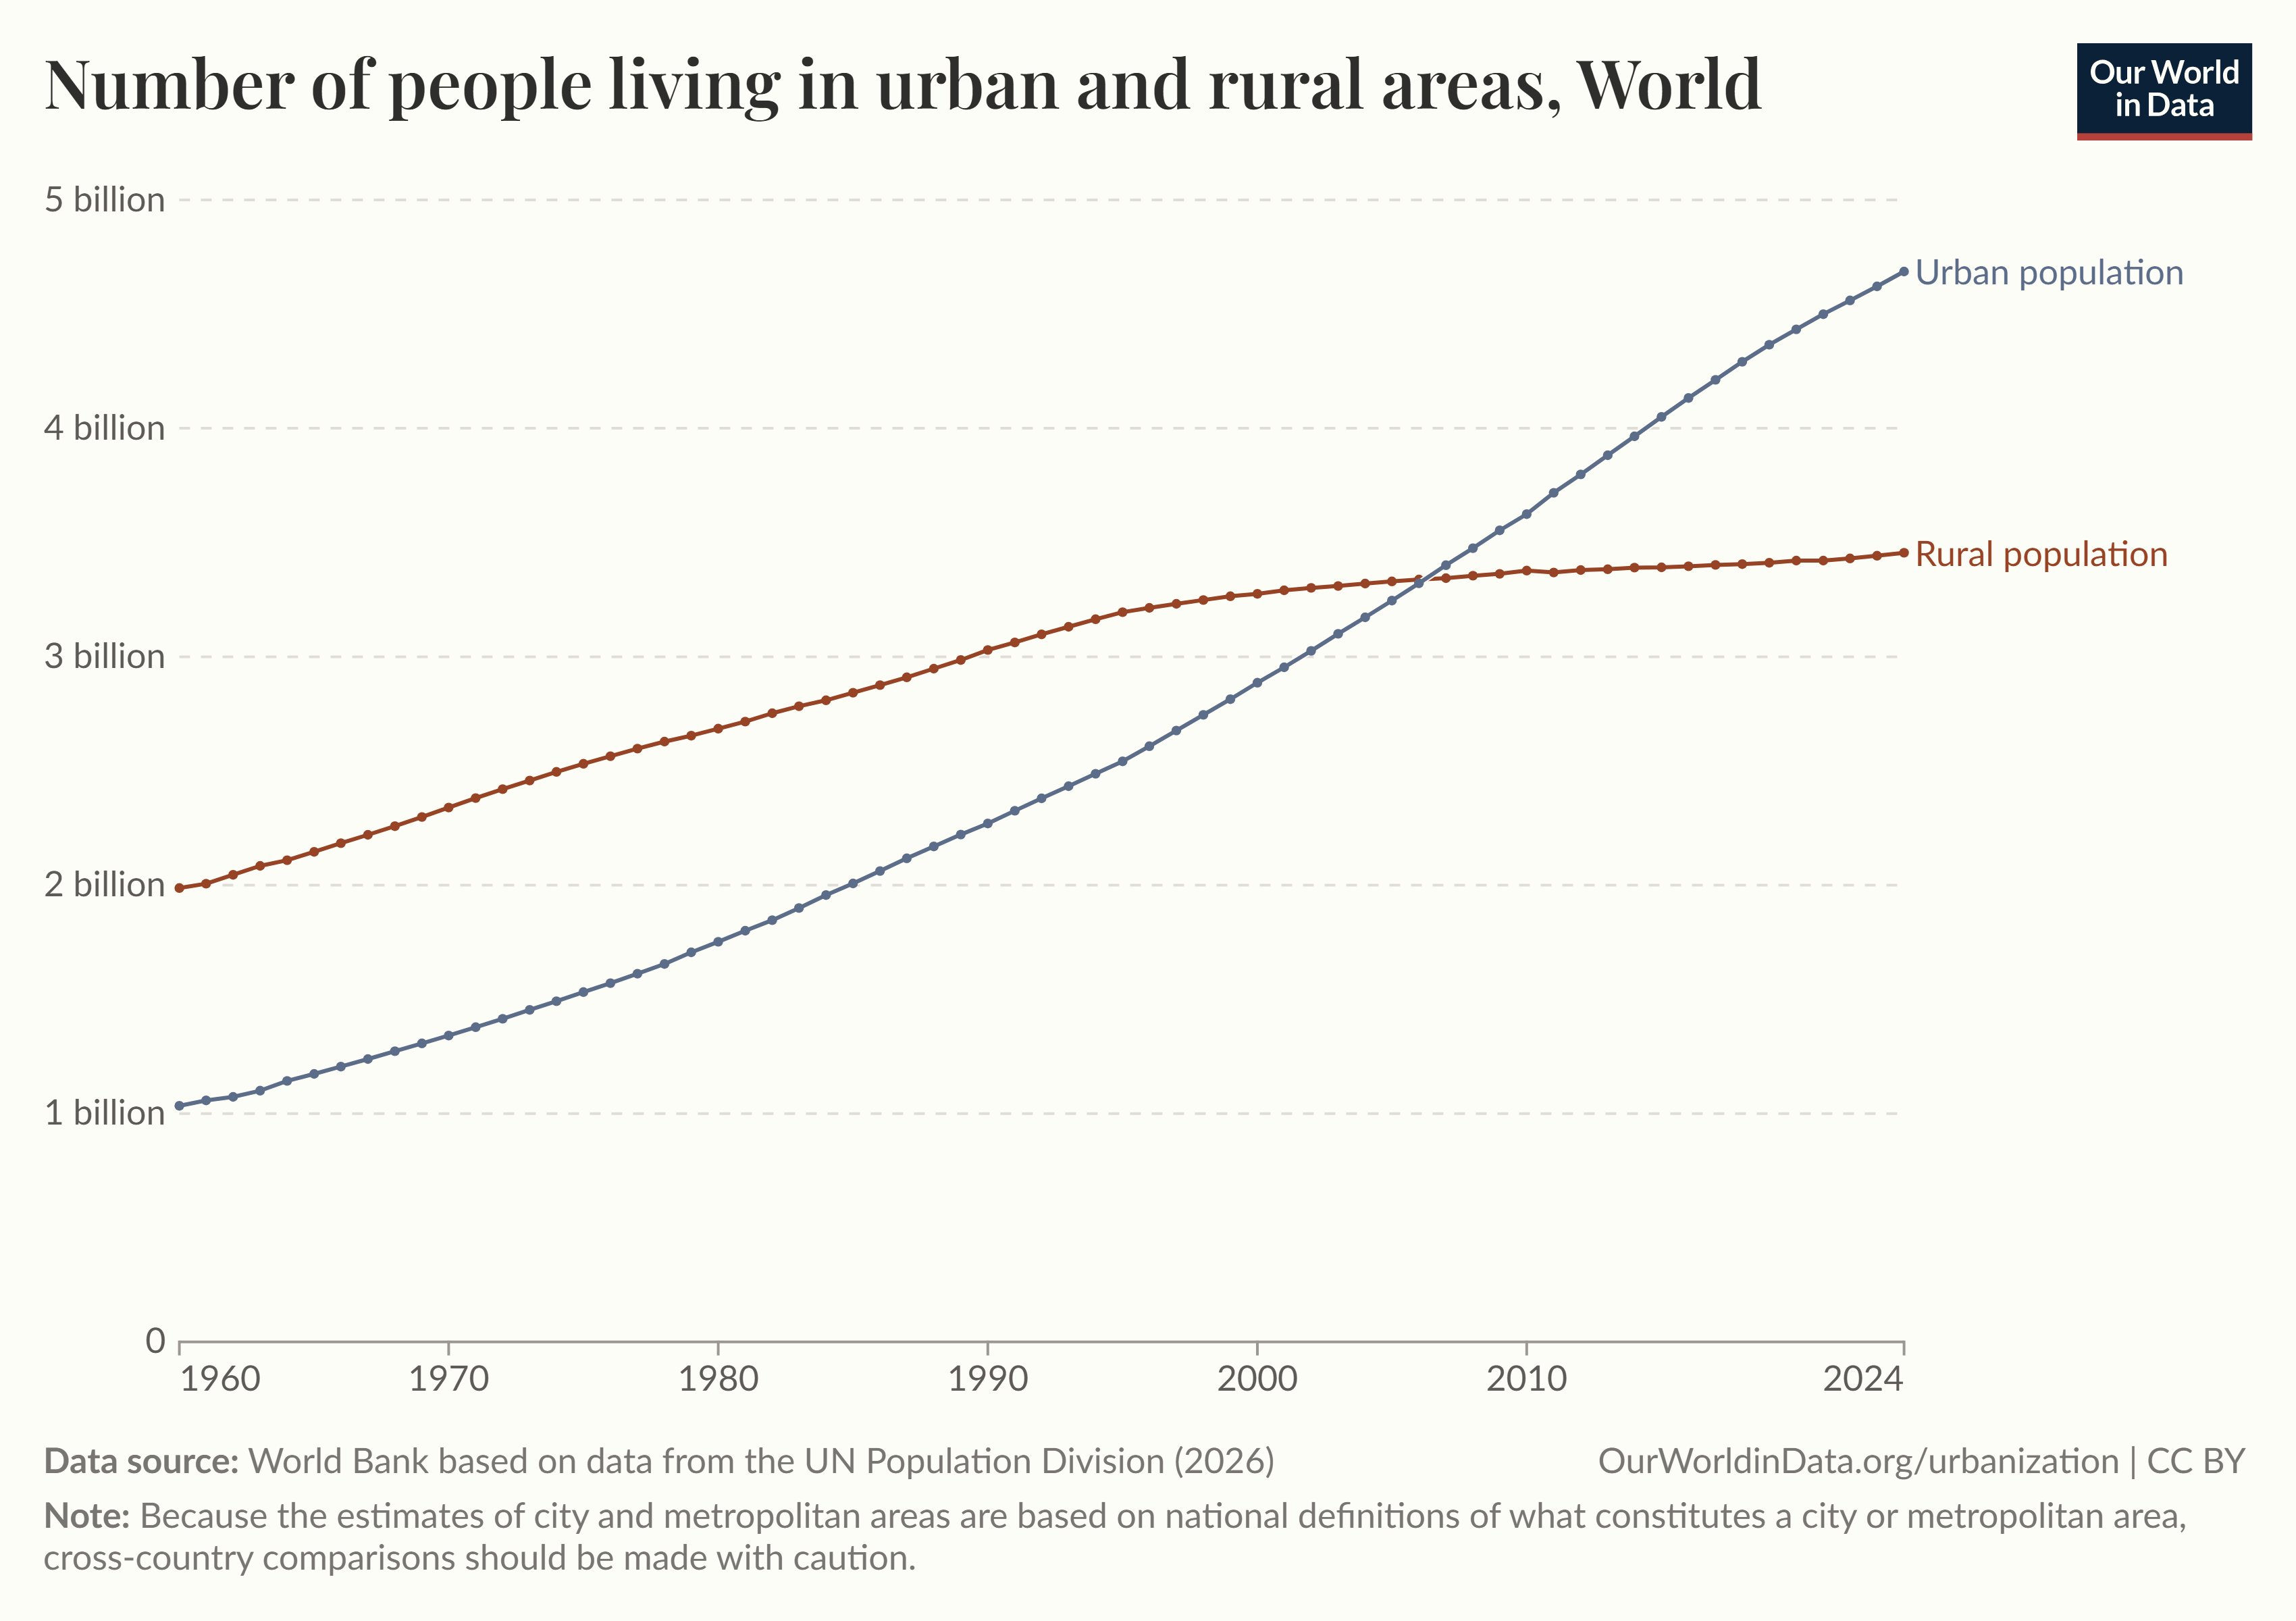 Number of people living in urban and rural areas, World
Our World
in Data
5 billion
4 billion
3 billion
2 billion
1 billion
0
Urban population
Rural population
1960
1970
1980
1990
2000
2010
2024
Data source: World Bank based on data from the UN Population Division (2026)
OurWorldinData.org/urbanization | CC BY
Note: Because the estimates of city and metropolitan areas are based on national definitions of what constitutes a city or metropolitan area,
cross-country comparisons should be made with caution.